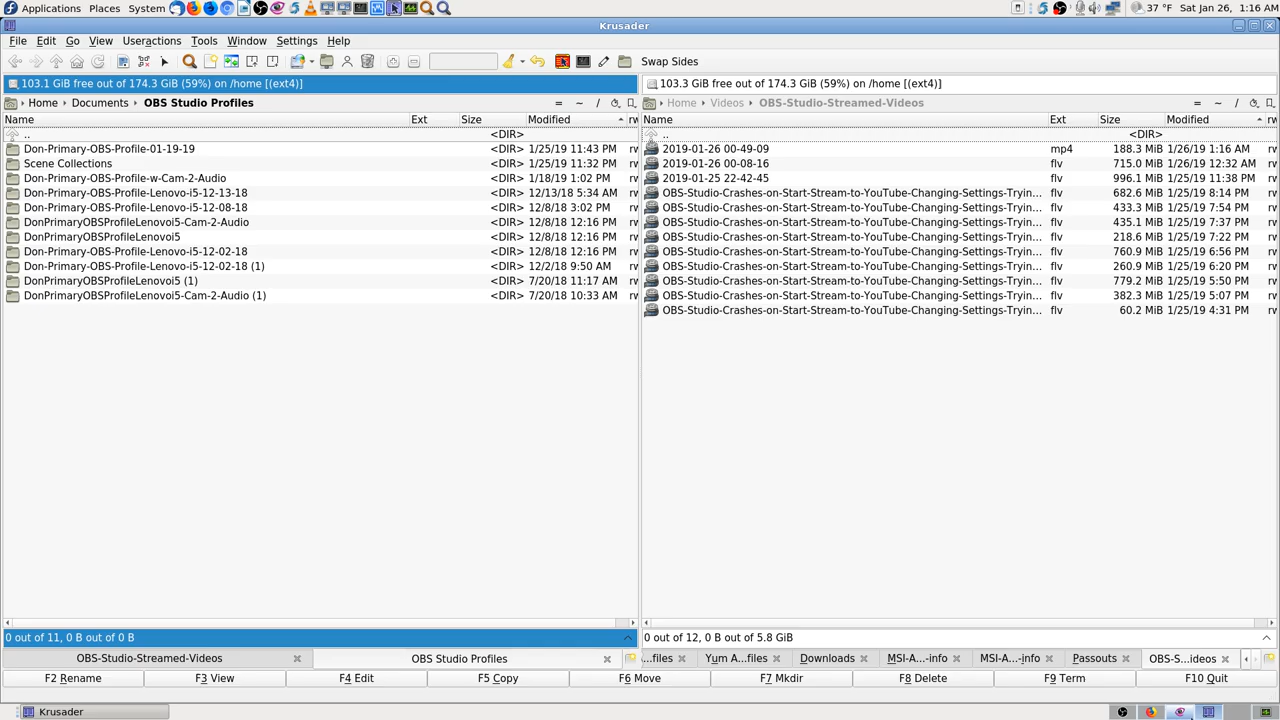 Applications Places System 37 °F Sat Jan 26, 1:16 AM
Krusader
File Edit Go View Useractions Tools Window Settings Help
Swap Sides
103.1 GiB free out of 174.3 GiB (59%) on /home [(ext4)] 103.3 GiB free out of 174.3 GiB (59%) on /home [(ext4)]
Home Documents OBS Studio Profiles = ~ / Home Videos OBS-Studio-Streamed-Videos = ~ /
Name Ext Size Modified rw Name Ext Size Modified rw
.. <DIR> .. <DIR>
Don-Primary-OBS-Profile-01-19-19 <DIR> 1/25/19 11:43 PM rw 2019-01-26 00-49-09 mp4 188.3 MiB 1/26/19 1:16 AM rw
Scene Collections <DIR> 1/25/19 11:32 PM rw 2019-01-26 00-08-16 flv 715.0 MiB 1/26/19 12:32 AM rw
Don-Primary-OBS-Profile-w-Cam-2-Audio <DIR> 1/18/19 1:02 PM rw 2019-01-25 22-42-45 flv 996.1 MiB 1/25/19 11:38 PM rw
Don-Primary-OBS-Profile-Lenovo-i5-12-13-18 <DIR> 12/13/18 5:34 AM rw OBS-Studio-Crashes-on-Start-Stream-to-YouTube-Changing-Settings-Tryin... flv 682.6 MiB 1/25/19 8:14 PM rw
Don-Primary-OBS-Profile-Lenovo-i5-12-08-18 <DIR> 12/8/18 3:02 PM rw OBS-Studio-Crashes-on-Start-Stream-to-YouTube-Changing-Settings-Tryin... flv 433.3 MiB 1/25/19 7:54 PM rw
DonPrimaryOBSProfileLenovoi5-Cam-2-Audio <DIR> 12/8/18 12:16 PM rw OBS-Studio-Crashes-on-Start-Stream-to-YouTube-Changing-Settings-Tryin... flv 435.1 MiB 1/25/19 7:37 PM rw
DonPrimaryOBSProfileLenovoi5 <DIR> 12/8/18 12:16 PM rw OBS-Studio-Crashes-on-Start-Stream-to-YouTube-Changing-Settings-Tryin... flv 218.6 MiB 1/25/19 7:22 PM rw
Don-Primary-OBS-Profile-Lenovo-i5-12-02-18 <DIR> 12/8/18 12:16 PM rw OBS-Studio-Crashes-on-Start-Stream-to-YouTube-Changing-Settings-Tryin... flv 760.9 MiB 1/25/19 6:56 PM rw
Don-Primary-OBS-Profile-Lenovo-i5-12-02-18 (1) <DIR> 12/2/18 9:50 AM rw OBS-Studio-Crashes-on-Start-Stream-to-YouTube-Changing-Settings-Tryin... flv 260.9 MiB 1/25/19 6:20 PM rw
DonPrimaryOBSProfileLenovoi5 (1) <DIR> 7/20/18 11:17 AM rw OBS-Studio-Crashes-on-Start-Stream-to-YouTube-Changing-Settings-Tryin... flv 779.2 MiB 1/25/19 5:50 PM rw
DonPrimaryOBSProfileLenovoi5-Cam-2-Audio (1) <DIR> 7/20/18 10:33 AM rw OBS-Studio-Crashes-on-Start-Stream-to-YouTube-Changing-Settings-Tryin... flv 382.3 MiB 1/25/19 5:07 PM rw
OBS-Studio-Crashes-on-Start-Stream-to-YouTube-Changing-Settings-Tryin... flv 60.2 MiB 1/25/19 4:31 PM rw
0 out of 11, 0 B out of 0 B 0 out of 12, 0 B out of 5.8 GiB
OBS-Studio-Streamed-Videos OBS Studio Profiles ...files Yum A...files Downloads MSI-A...-info MSI-A...-info Passouts OBS-S...ideos
F2 Rename F3 View F4 Edit F5 Copy F6 Move F7 Mkdir F8 Delete F9 Term F10 Quit
Krusader